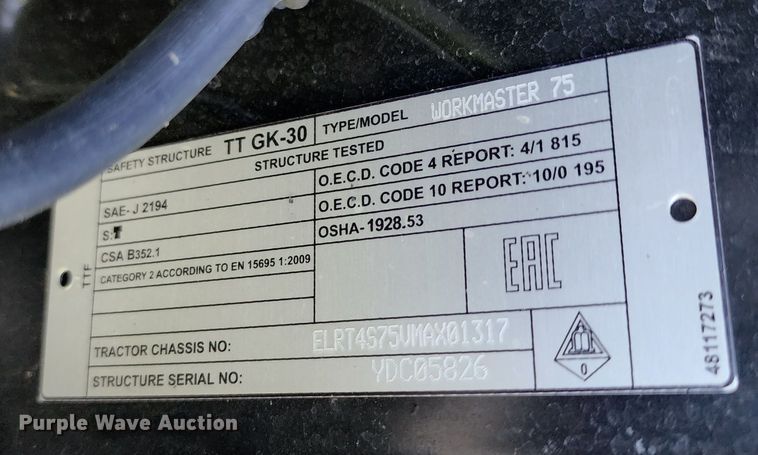 SAFETY STRUCTURE TT GK-30 TYPE/MODEL WORKMASTER 75
STRUCTURE TESTED
SAE- J 2194 O.E.C.D. CODE 4 REPORT: 4/1 815
O.E.C.D. CODE 10 REPORT: 10/0 195
CSA B352.1 OSHA- 1928.53
CATEGORY 2 ACCORDING TO EN 15695 1:2009
EAC
TRACTOR CHASSIS NO: ELRT4S75VMAX01317
STRUCTURE SERIAL NO: YDC05826
0
TTF
48117273
Purple Wave Auction